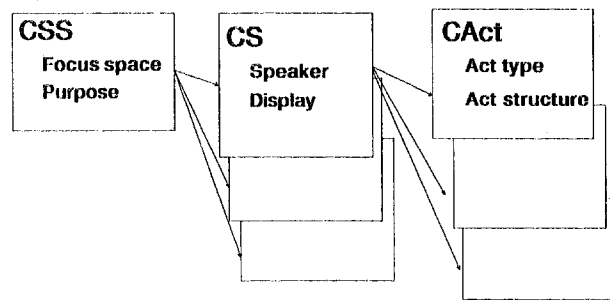 CSS
Focus space
Purpose
CS
Speaker
Display
CAct
Act type
Act structure